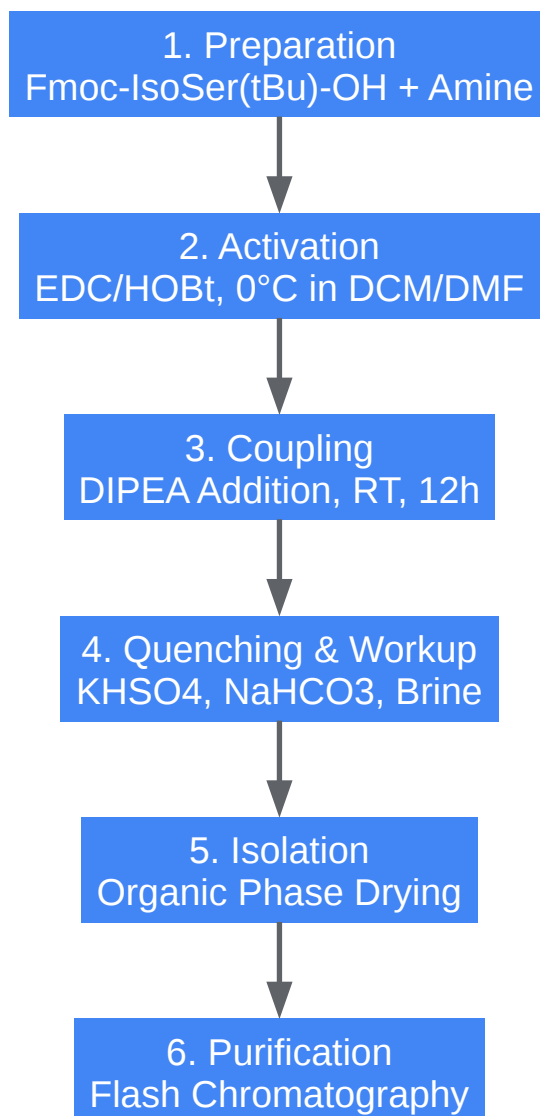 1. Preparation
Fmoc-IsoSer(tBu)-OH + Amine
2. Activation
EDC/HOBt, 0°C in DCM/DMF
3. Coupling
DIPEA Addition, RT, 12h
4. Quenching & Workup
KHSO4, NaHCO3, Brine
5. Isolation
Organic Phase Drying
6. Purification
Flash Chromatography